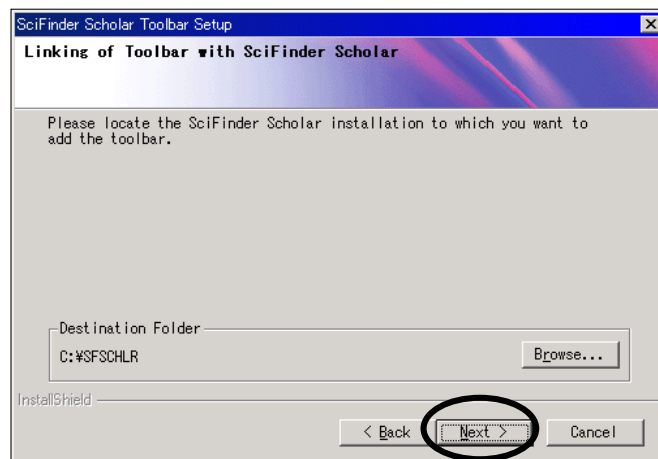 SciFinder Scholar Toolbar Setup
Linking of Toolbar with SciFinder Scholar
Please locate the SciFinder Scholar installation to which you want to
add the toolbar.
Destination Folder
C:¥SFSCHLR
Browse...
InstallShield
< Back
Next >
Cancel